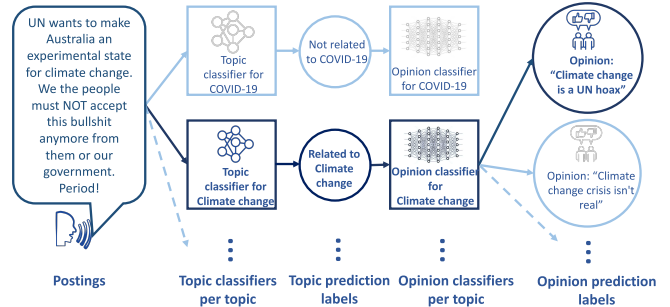 UN wants to make
Australia an
experimental state
for climate change.
We the people
must NOT accept
this bullshit
anymore from
them or our
government.
Period!
Postings
Topic
classifier for
COVID-19
Topic
classifier for
Climate change
Topic classifiers
per topic
Not related
to COVID-19
Related to
Climate
change
Topic prediction
labels
Opinion classifier
for COVID-19
Opinion classifier
for
Climate change
Opinion classifiers
per topic
Opinion:
“Climate change
is a UN hoax”
Opinion: “Climate
change crisis isn't
real”
Opinion prediction
labels